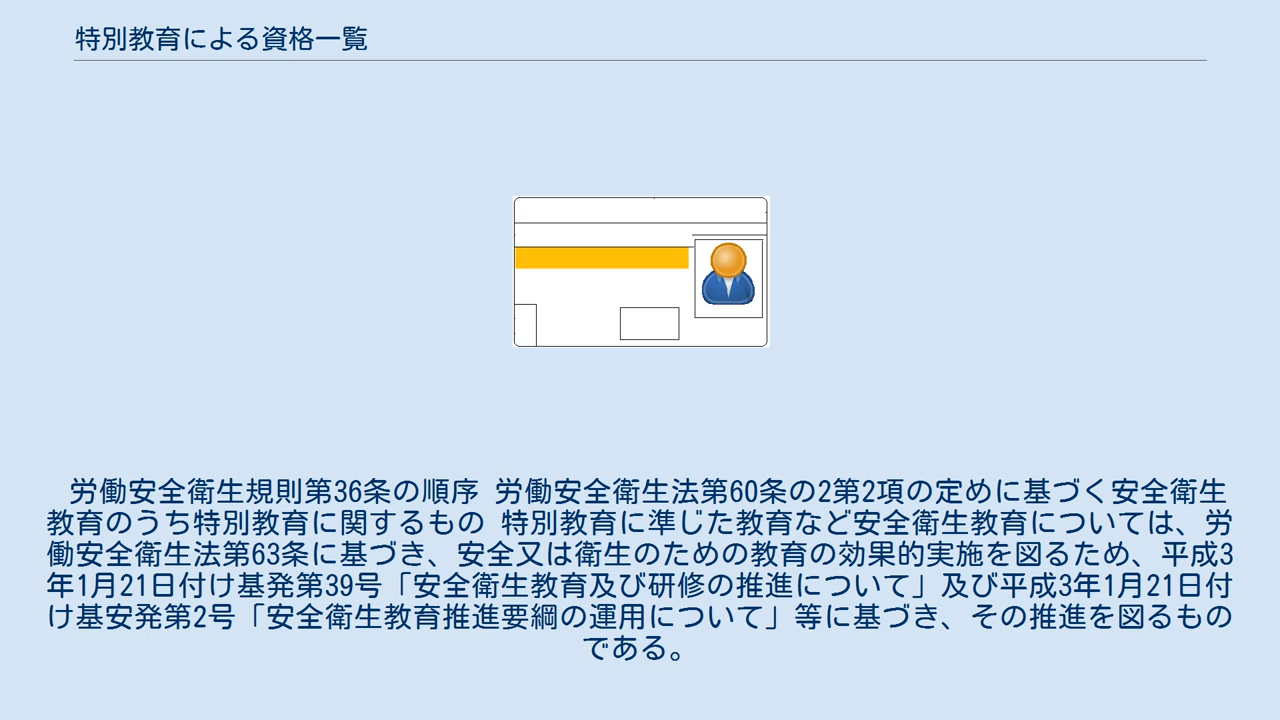 特別教育による資格一覧
労働安全衛生規則第36条の順序 労働安全衛生法第60条の2第2項の定めに基づく安全衛生
教育のうち特別教育に関するもの 特別教育に準じた教育など安全衛生教育については、労
働安全衛生法第63条に基づき、安全又は衛生のための教育の効果的実施を図るため、平成3
年1月21日付け基発第39号「安全衛生教育及び研修の推進について」及び平成3年1月21日付
け基安発第2号「安全衛生教育推進要綱の運用について」等に基づき、その推進を図るもの
である。